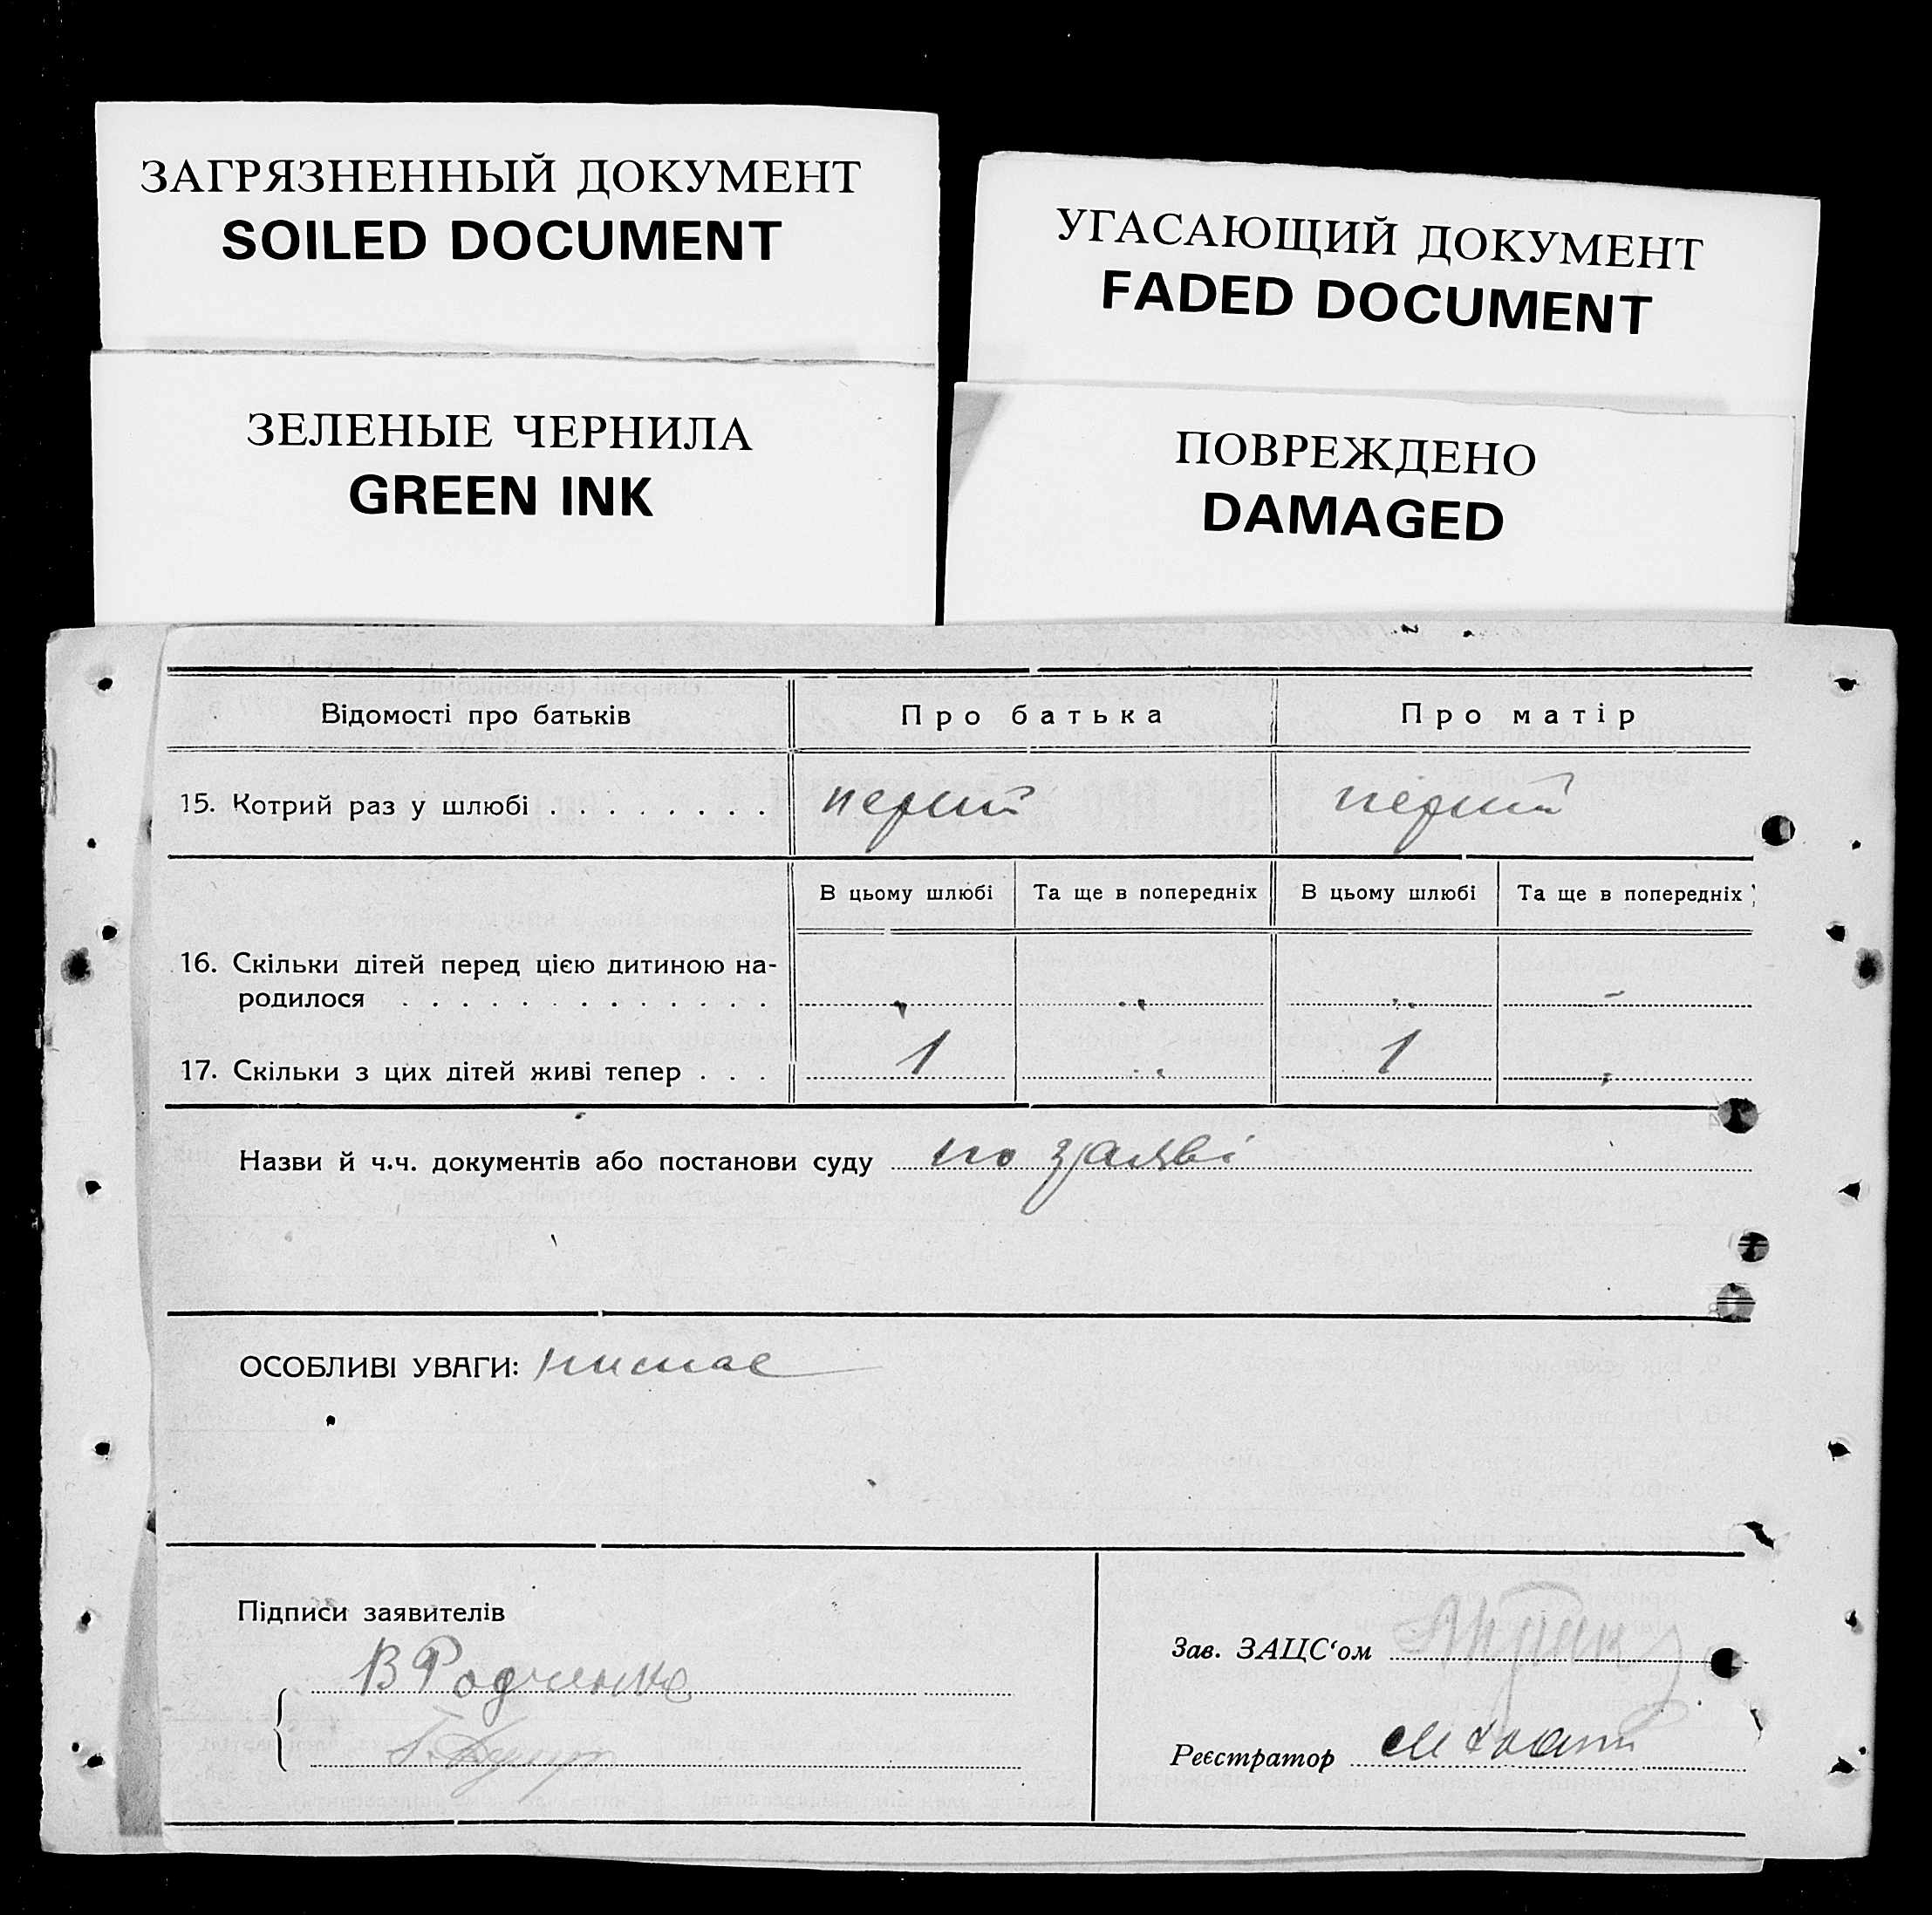 ЗАГРЯЗНЕННЫЙ ДОКУМЕНТ
SOILED DOCUMENT
УГАСАЮЩИЙ ДОКУМЕНТ
FADED DOCUMENT
ЗЕЛЕНЫЕ ЧЕРНИЛА
GREEN INK
ПОВРЕЖДЕНО
DAMAGED
Відомості про батьків Про батька Про матір
15. Котрий раз у шлюбі . . . . . . . . перший перший
В цьому шлюбі Та ще в попередніх В цьому шлюбі Та ще в попередніх
16. Скільки дітей перед цією дитиною на-
родилося . . . . . . . . . . . . . „ „ „ –
17. Скільки з цих дітей живі тепер . . . 1 „ 1 „
Назви й ч.ч. документів або постанови суду по заяві
ОСОБЛИВІ УВАГИ: немає
Підписи заявителів
В Родченко
Зав. ЗАЦС‘ом
Реєстратор